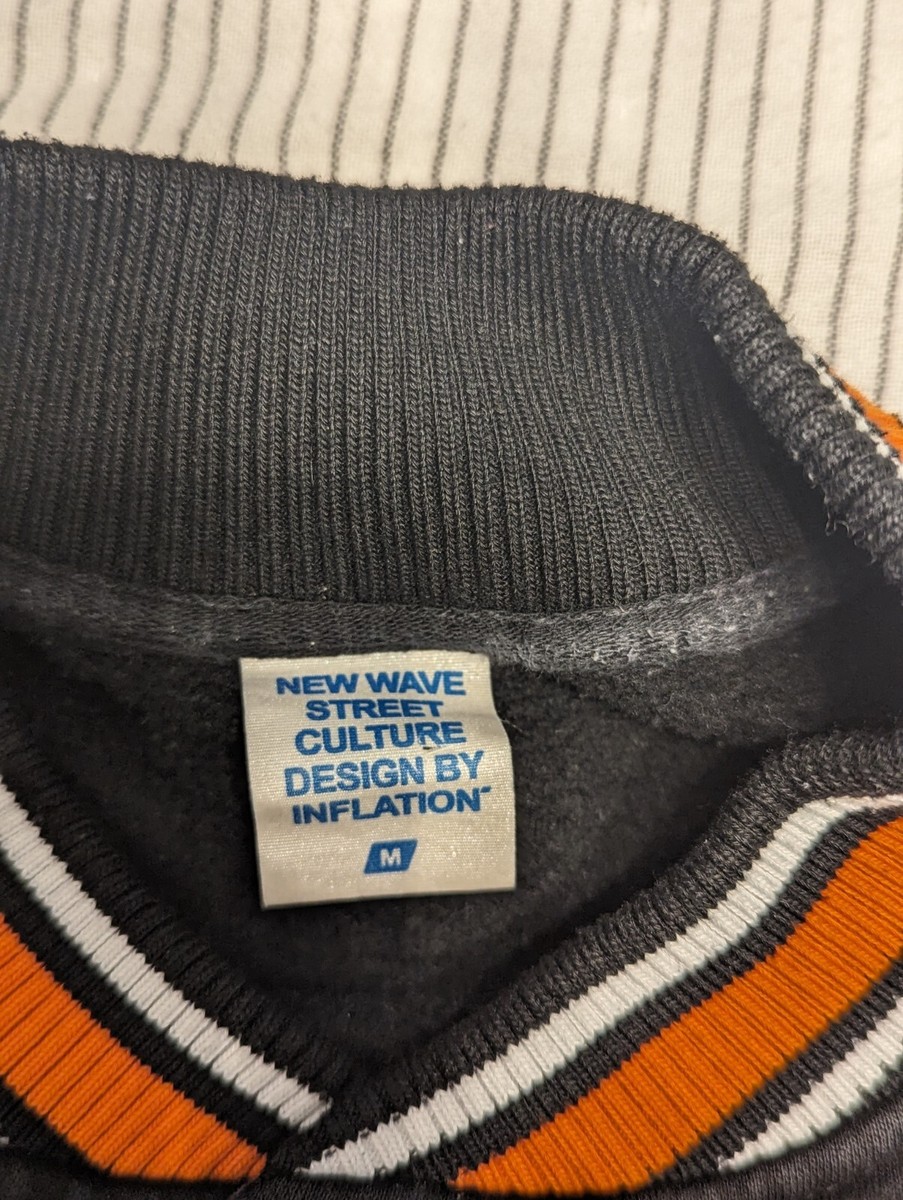 NEW WAVE
STREET
CULTURE
DESIGN BY
INFLATION
M